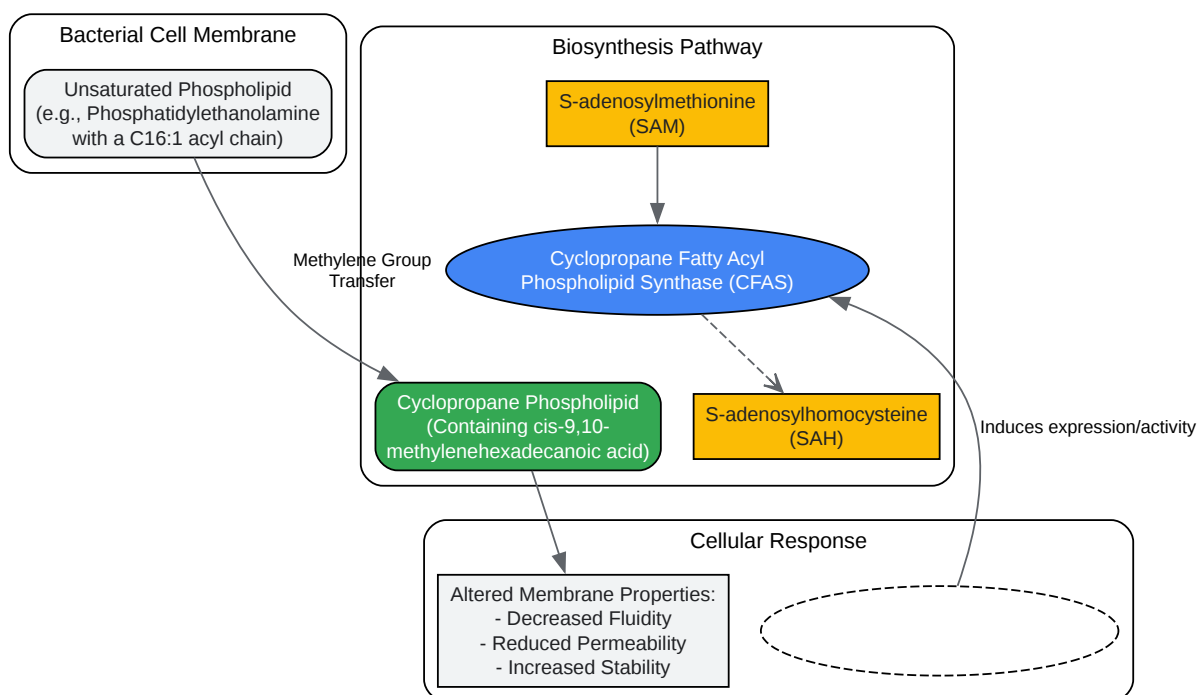 Bacterial Cell Membrane
Unsaturated Phospholipid
(e.g., Phosphatidylethanolamine
with a C16:1 acyl chain)
Biosynthesis Pathway
S-adenosylmethionine
(SAM)
Methylene Group
Transfer
Cyclopropane Fatty Acyl
Phospholipid Synthase (CFAS)
Cyclopropane Phospholipid
(Containing cis-9,10-
methylenehexadecanoic acid)
S-adenosylhomocysteine
(SAH)
Induces expression/activity
Cellular Response
Altered Membrane Properties:
- Decreased Fluidity
- Reduced Permeability
- Increased Stability